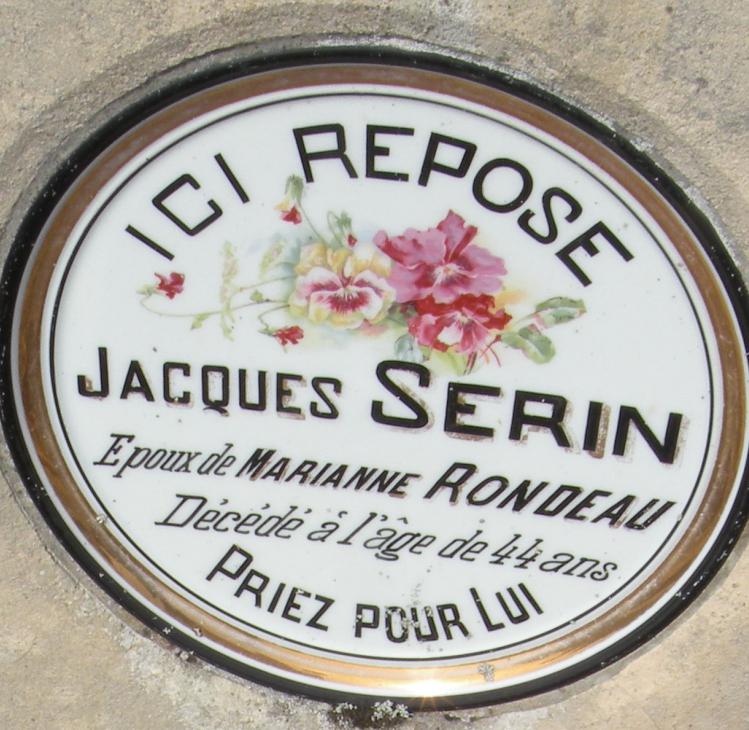 ICI REPOSE
JACQUES SERIN
Epoux de MARIANNE RONDEAU
Décédé à l'âge de 44 ans
PRIEZ POUR LUI